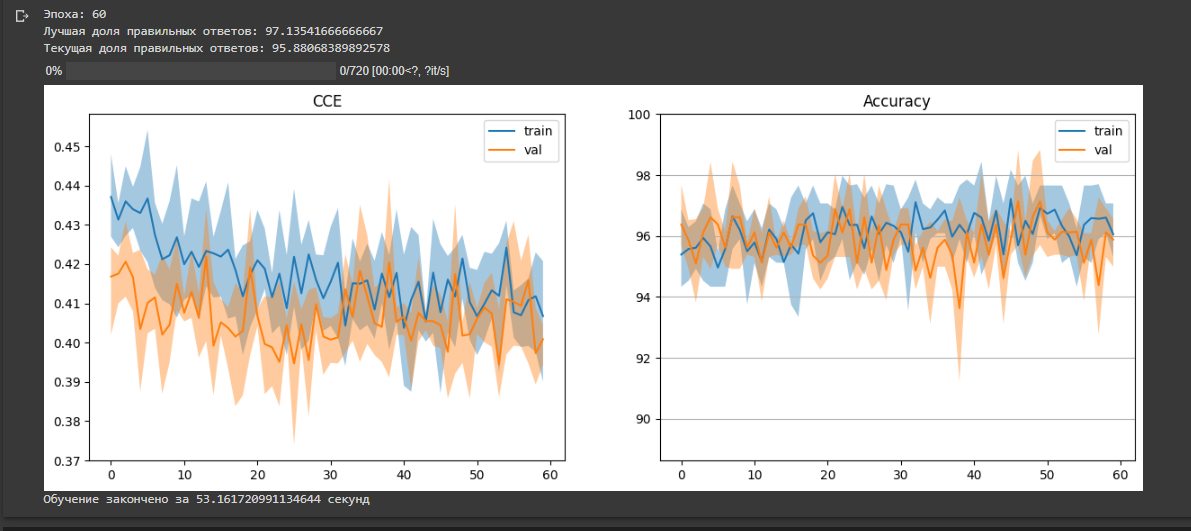 Эпоха: 60
Лучшая доля правильных ответов: 97.13541666666667
Текущая доля правильных ответов: 95.88068389892578
0% 0/720 [00:00<?, ?it/s]
CCE
train
val
0.45
0.44
0.43
0.42
0.41
0.40
0.39
0.38
0.37
0 10 20 30 40 50 60
Accuracy
train
val
100
98
96
94
92
90
0 10 20 30 40 50 60
Обучение закончено за 53.161720991134644 секунд